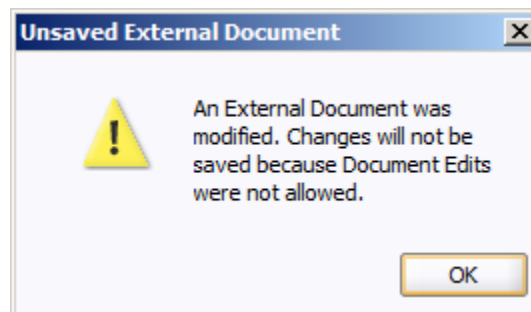 Unsaved External Document
An External Document was
modified. Changes will not be
saved because Document Edits
were not allowed.
OK